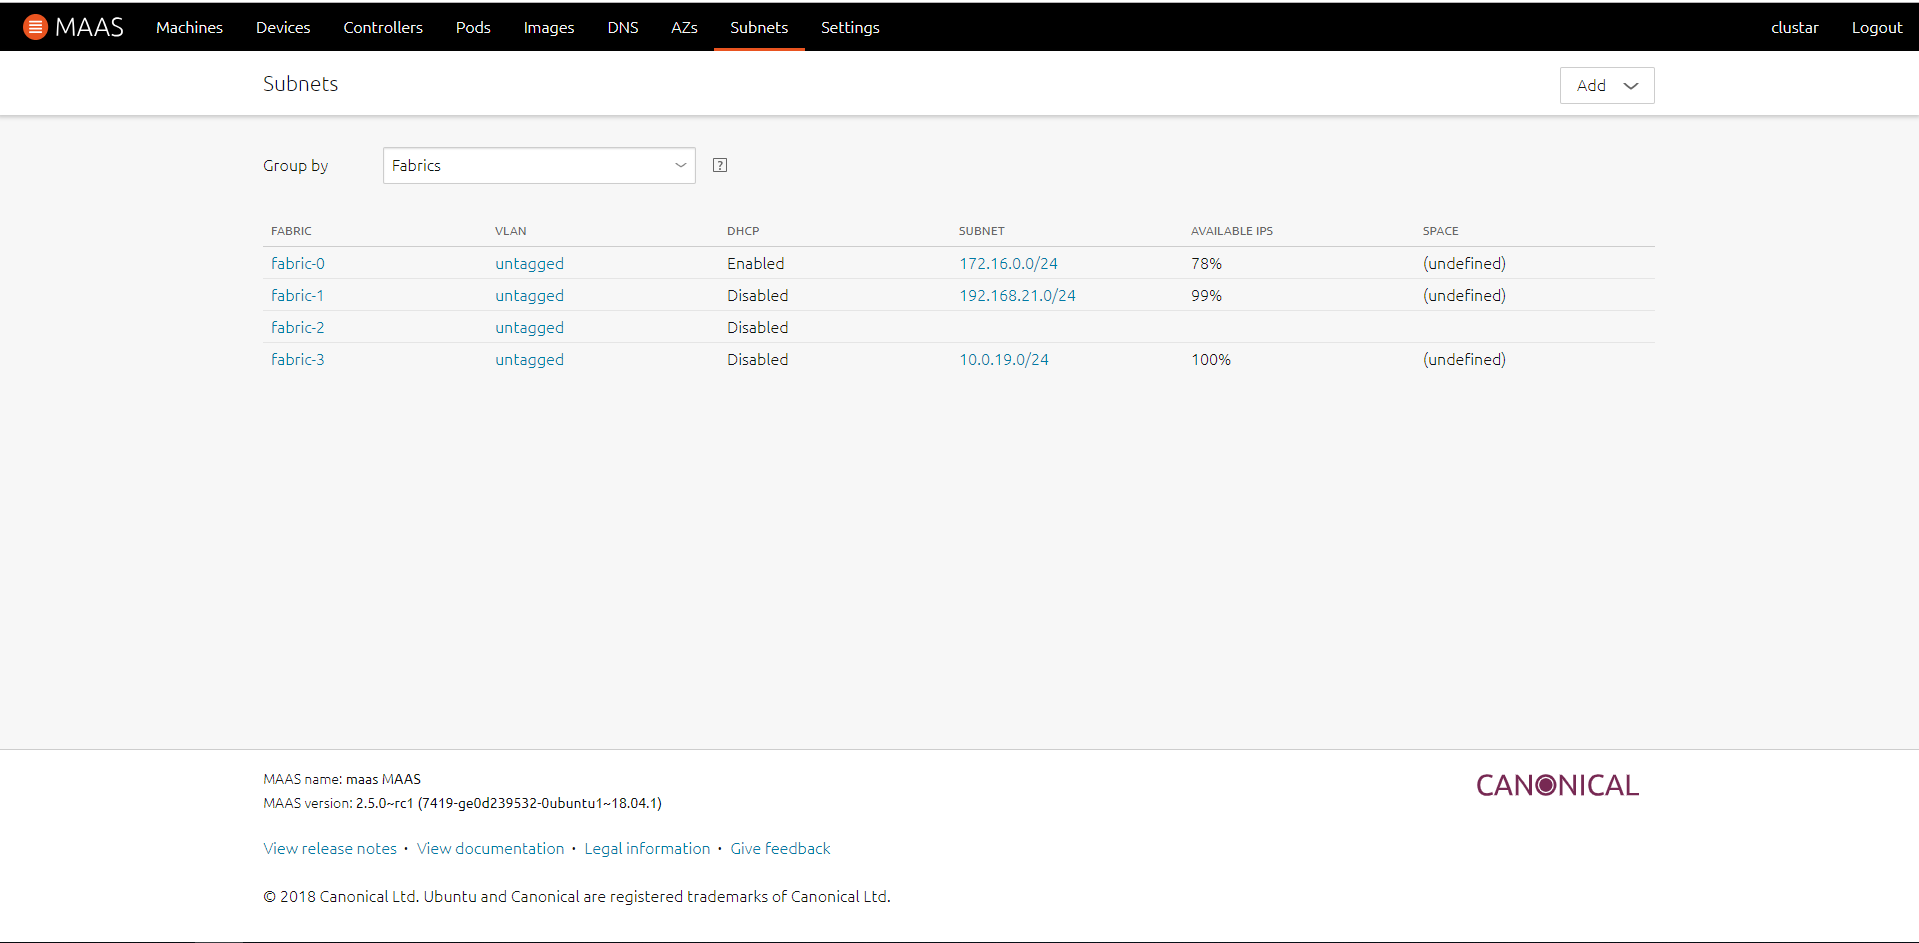 MAAS Machines Devices Controllers Pods Images DNS AZs Subnets Settings clustar Logout
Subnets Add
Group by Fabrics ?
FABRIC VLAN DHCP SUBNET AVAILABLE IPS SPACE
fabric-0 untagged Enabled 172.16.0.0/24 78% (undefined)
fabric-1 untagged Disabled 192.168.21.0/24 99% (undefined)
fabric-2 untagged Disabled
fabric-3 untagged Disabled 10.0.19.0/24 100% (undefined)
MAAS name: maas MAAS
CANONICAL
MAAS version: 2.5.0~rc1 (7419-ge0d239532-0ubuntu1~18.04.1)
View release notes • View documentation • Legal information • Give feedback
© 2018 Canonical Ltd. Ubuntu and Canonical are registered trademarks of Canonical Ltd.